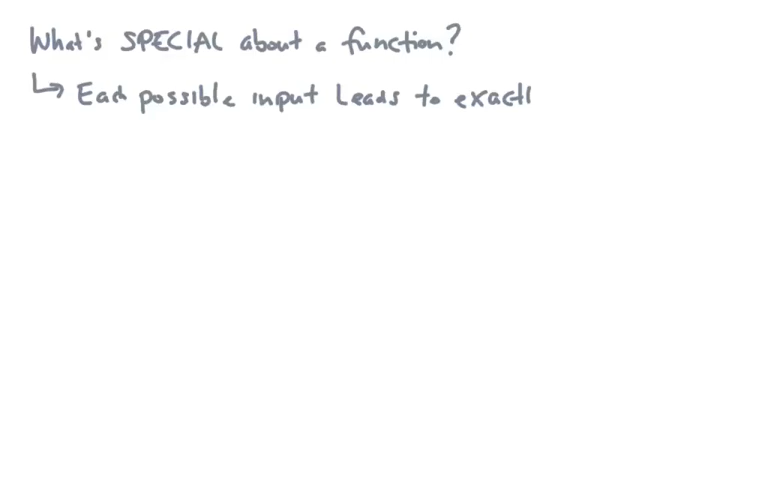 What's SPECIAL about a function?
↳ Each possible input leads to exactl